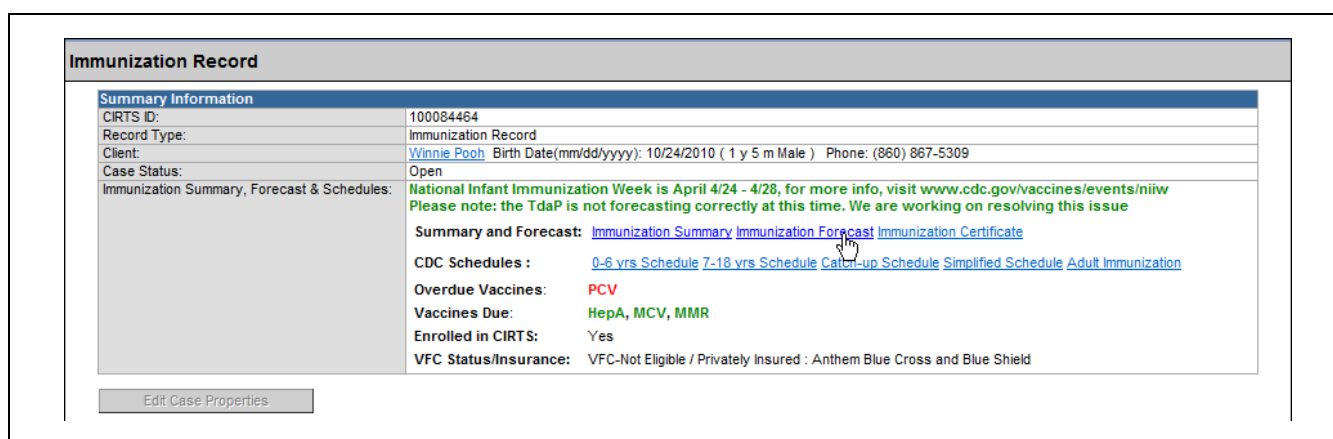 Immunization Record
Summary Information
CIRTS ID: 100084464
Record Type: Immunization Record
Client: Winnie Pooh Birth Date(mm/dd/yyyy): 10/24/2010 ( 1 y 5 m Male ) Phone: (860) 867-5309
Case Status: Open
Immunization Summary, Forecast & Schedules: National Infant Immunization Week is April 4/24 - 4/28, for more info, visit www.cdc.gov/vaccines/events/niiw
Please note: the TdaP is not forecasting correctly at this time. We are working on resolving this issue
Summary and Forecast: Immunization Summary Immunization Forecast Immunization Certificate
CDC Schedules : 0-6 yrs Schedule 7-18 yrs Schedule Catch-up Schedule Simplified Schedule Adult Immunization
Overdue Vaccines: PCV
Vaccines Due: HepA, MCV, MMR
Enrolled in CIRTS: Yes
VFC Status/Insurance: VFC-Not Eligible / Privately Insured : Anthem Blue Cross and Blue Shield
Edit Case Properties